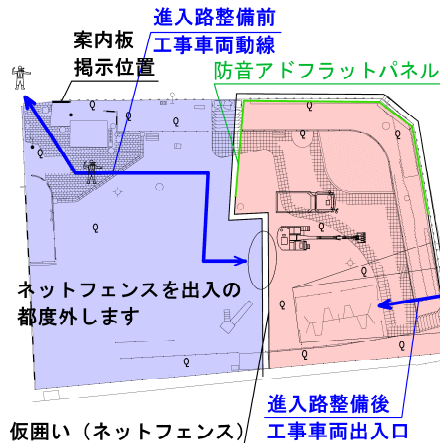 進入路整備前
工事車両動線
案内板
掲示位置
防音アドフラットパネル
Q
Q
Q
Q
Q
Q
Q
Q
Q
Q
Q
Q
Q
Q
ネットフェンスを出入の
都度外します
仮囲い（ネットフェンス）
進入路整備後
工事車両出入口